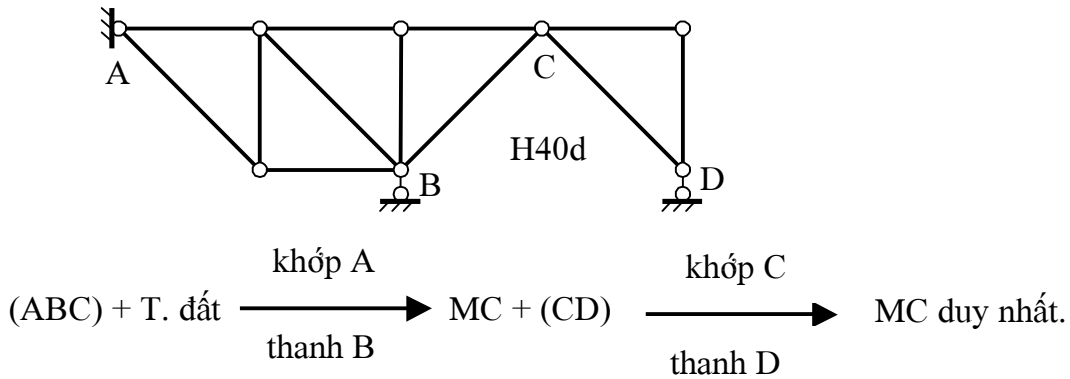 A
C
H40d
B
D
khớp A
khớp C
(ABC) + T. đất
MC + (CD)
MC duy nhất.
thanh B
thanh D